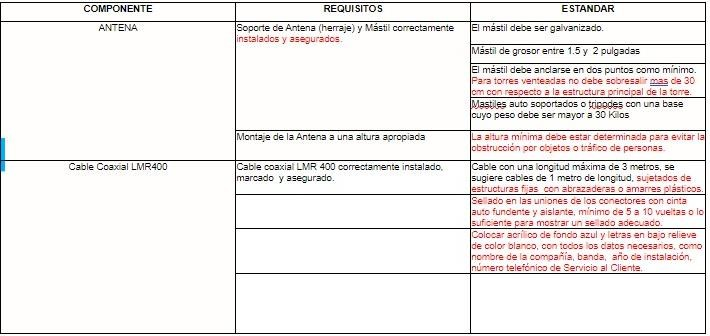 COMPONENTE REQUISITOS ESTANDAR
ANTENA
Soporte de Antena (herraje) y Mástil correctamente
instalados y asegurados.
El mástil debe ser galvanizado.
Mástil de grosor entre 1.5 y 2 pulgadas
El mástil debe anclarse en dos puntos como mínimo.
Para torres venteadas no debe sobresalir mas de 30
cm con respecto a la estructura principal de la torre.
Mastiles auto soportados o tripodes con una base
cuyo peso debe ser mayor a 30 Kilos
Montaje de la Antena a una altura apropiada
La altura mínima debe estar determinada para evitar la
obstrucción por objetos o tráfico de personas.
Cable Coaxial LMR400
Cable coaxial LMR 400 correctamente instalado,
marcado y asegurado.
Cable con una longitud máxima de 3 metros, se
sugiere cables de 1 metro de longitud, sujetados de
estructuras fijas con abrazaderas o amarres plásticos.
Sellado en las uniones de los conectores con cinta
auto fundente y aislante, mínimo de 5 a 10 vueltas o lo
suficiente para mostrar un sellado adecuado.
Colocar acrílico de fondo azul y letras en bajo relieve
de color blanco, con todos los datos necesarios, como
nombre de la compañía, banda, año de instalación,
número telefónico de Servicio al Cliente.